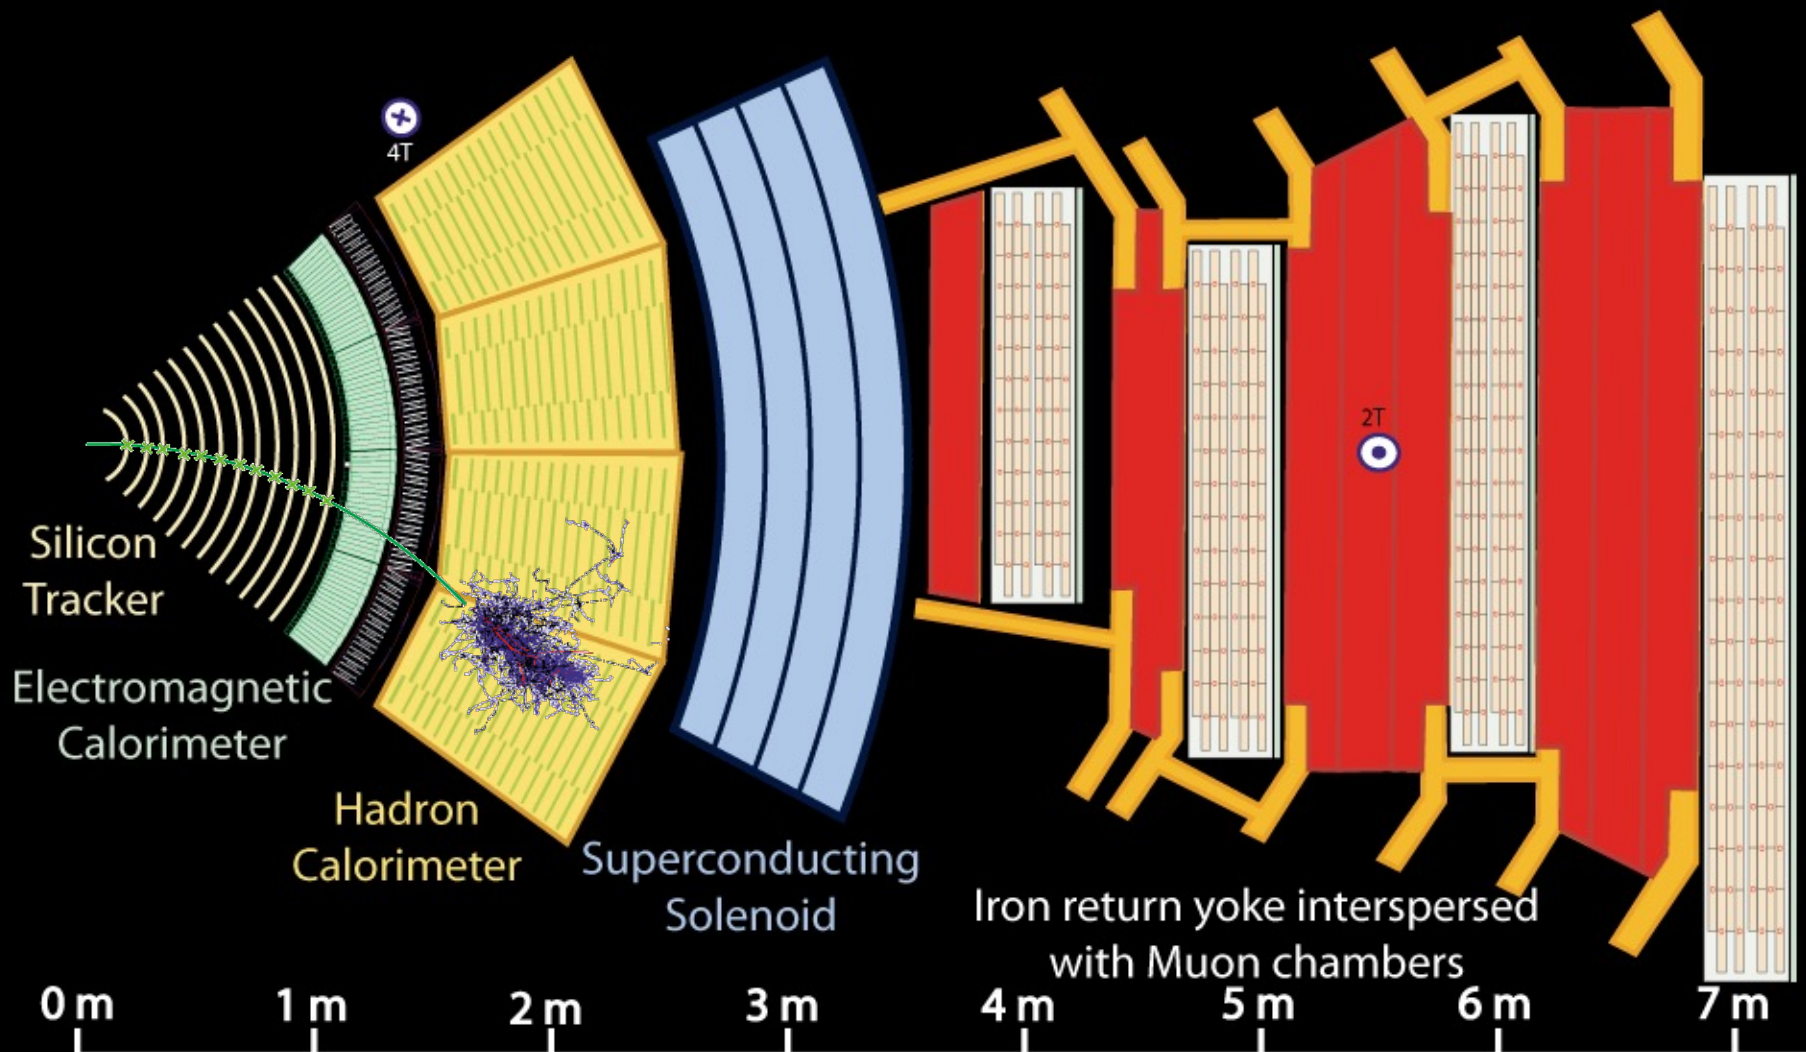 4T
2T
Silicon
Tracker
Electromagnetic
Calorimeter
Hadron
Calorimeter
Superconducting
Solenoid
Iron return yoke interspersed
with Muon chambers
0 m
1 m
2 m
3 m
4 m
5 m
6 m
7 m